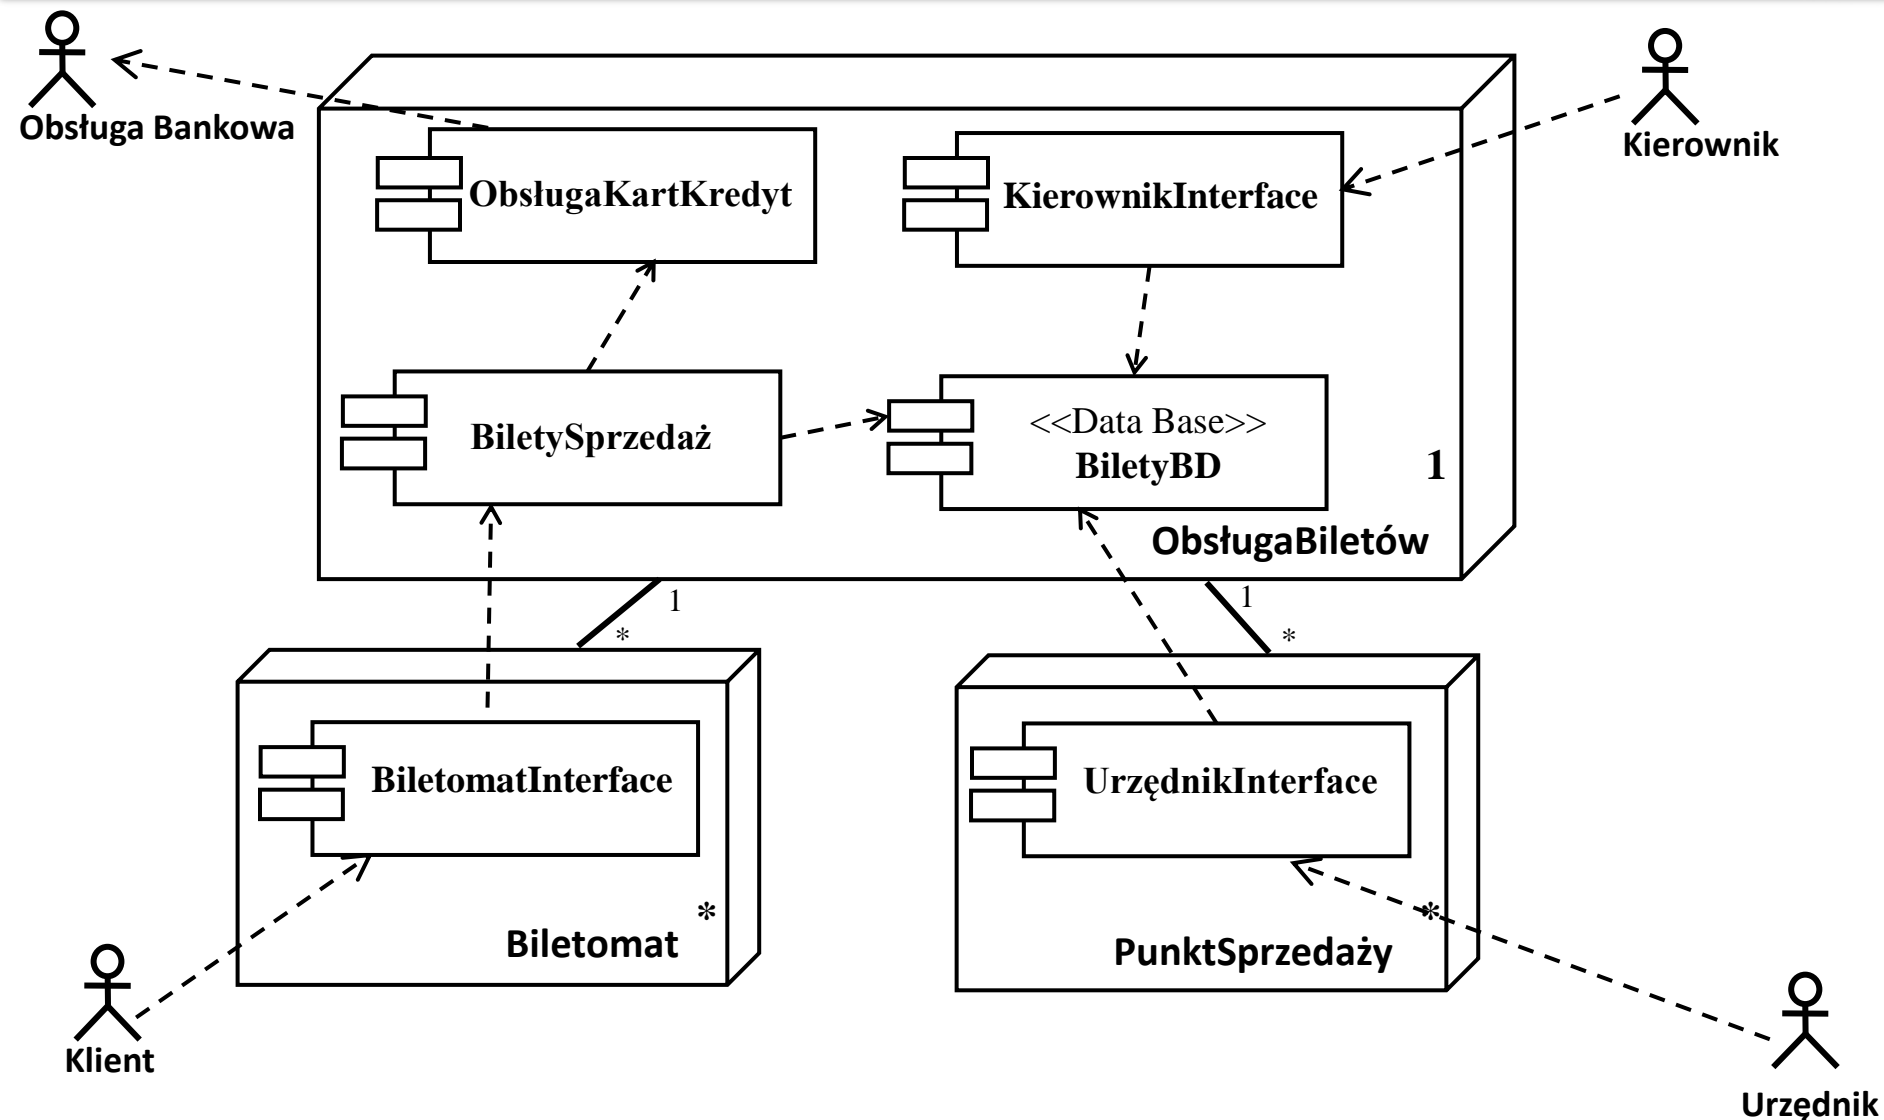 Obsługa Bankowa
Kierownik
ObsługaKartKredyt
KierownikInterface
BiletySprzedaż
<<Data Base>>
BiletyBD
1
ObsługaBiletów
1
*
1
*
BiletomatInterface
UrzędnikInterface
*
Biletomat
*
PunktSprzedaży
Klient
Urzędnik